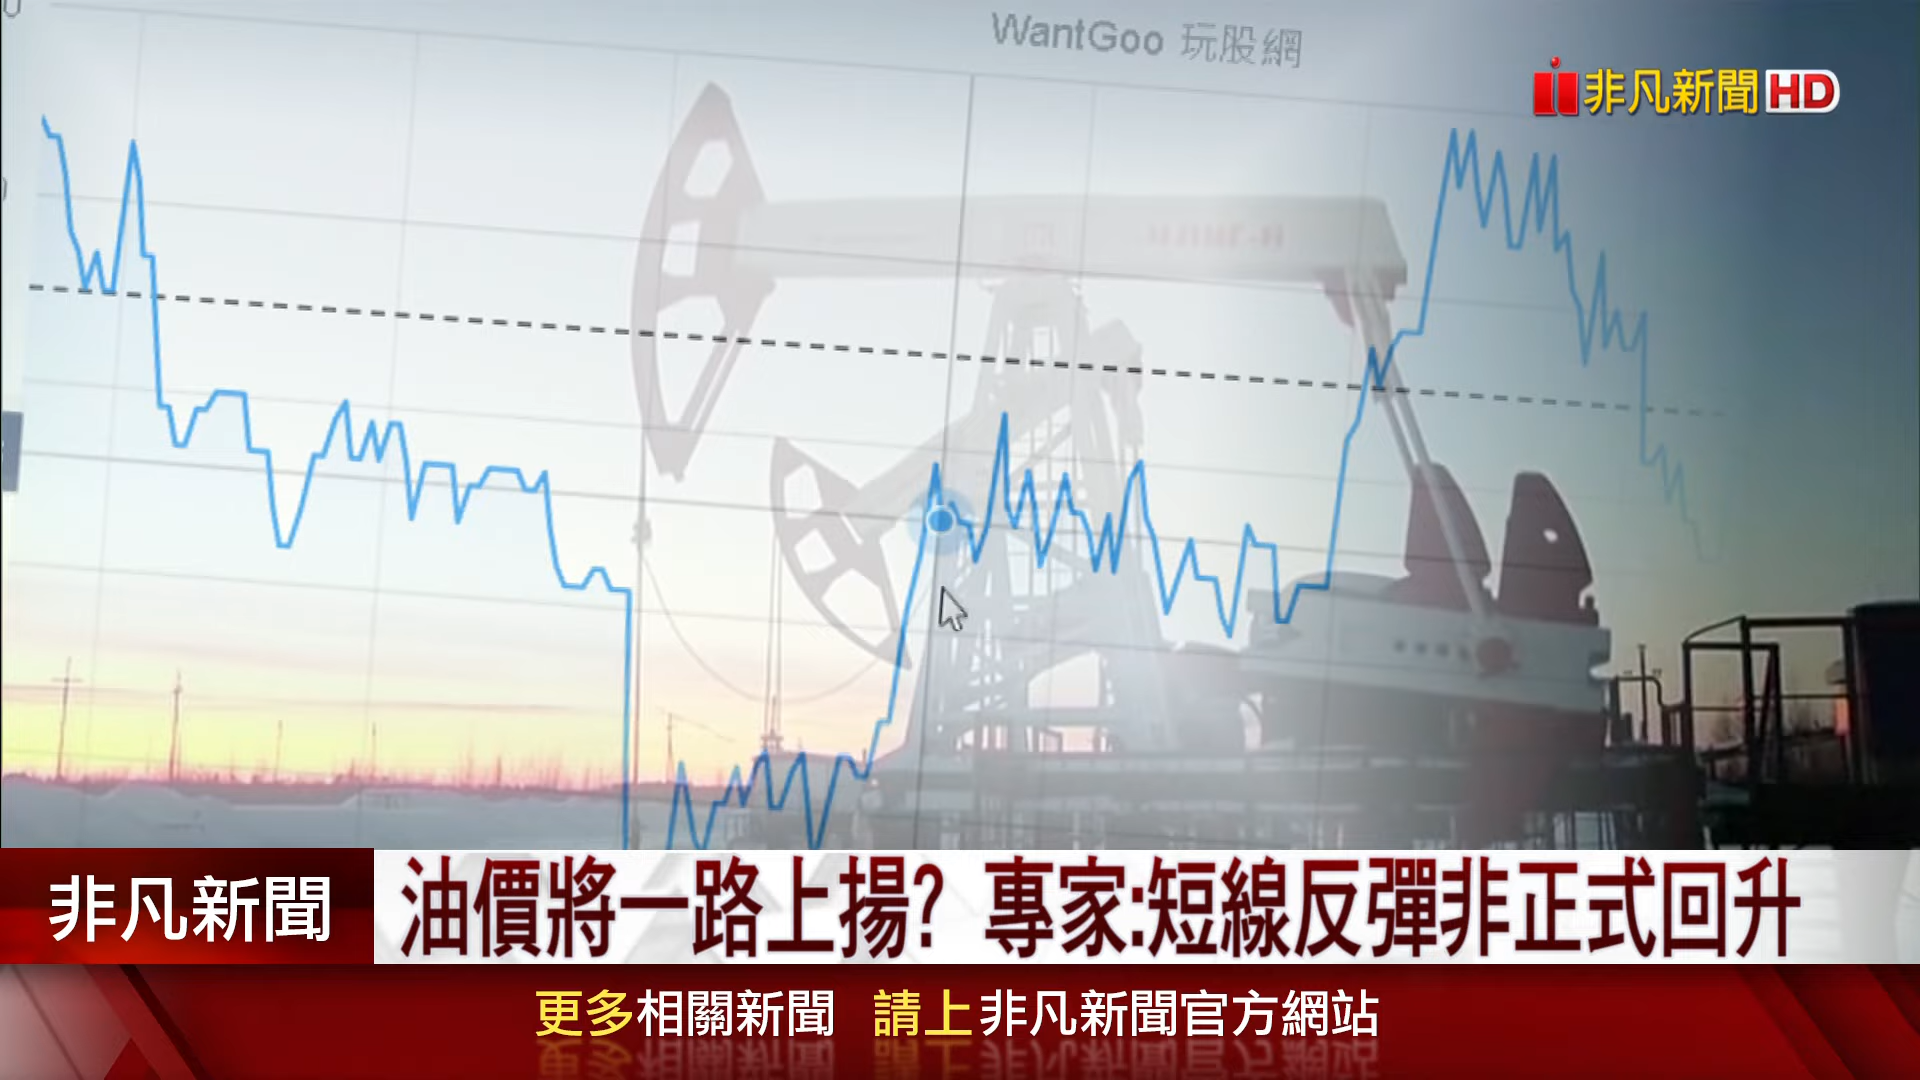 WantGoo 玩股網
非凡新聞HD
非凡新聞
油價將一路上揚? 專家:短線反彈非正式回升
更多相關新聞 請上非凡新聞官方網站